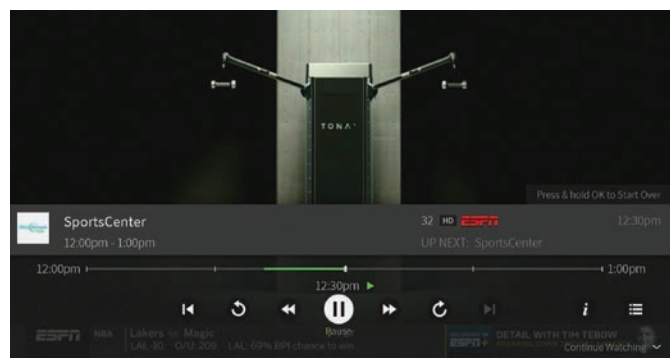 TONAL
Press & hold OK to Start Over
SportsCenter
32 HD ESPN
12:30pm
12:00pm - 1:00pm
UP NEXT: SportsCenter
12:00pm
1:00pm
12:30pm
Pause
i
ESPN NBA Lakers vs Magic
LAL -10 O/U: 209 LAL: 69% BPI chance to win
ESPN+
DETAIL WITH TIM TEBOW
Continue Watching